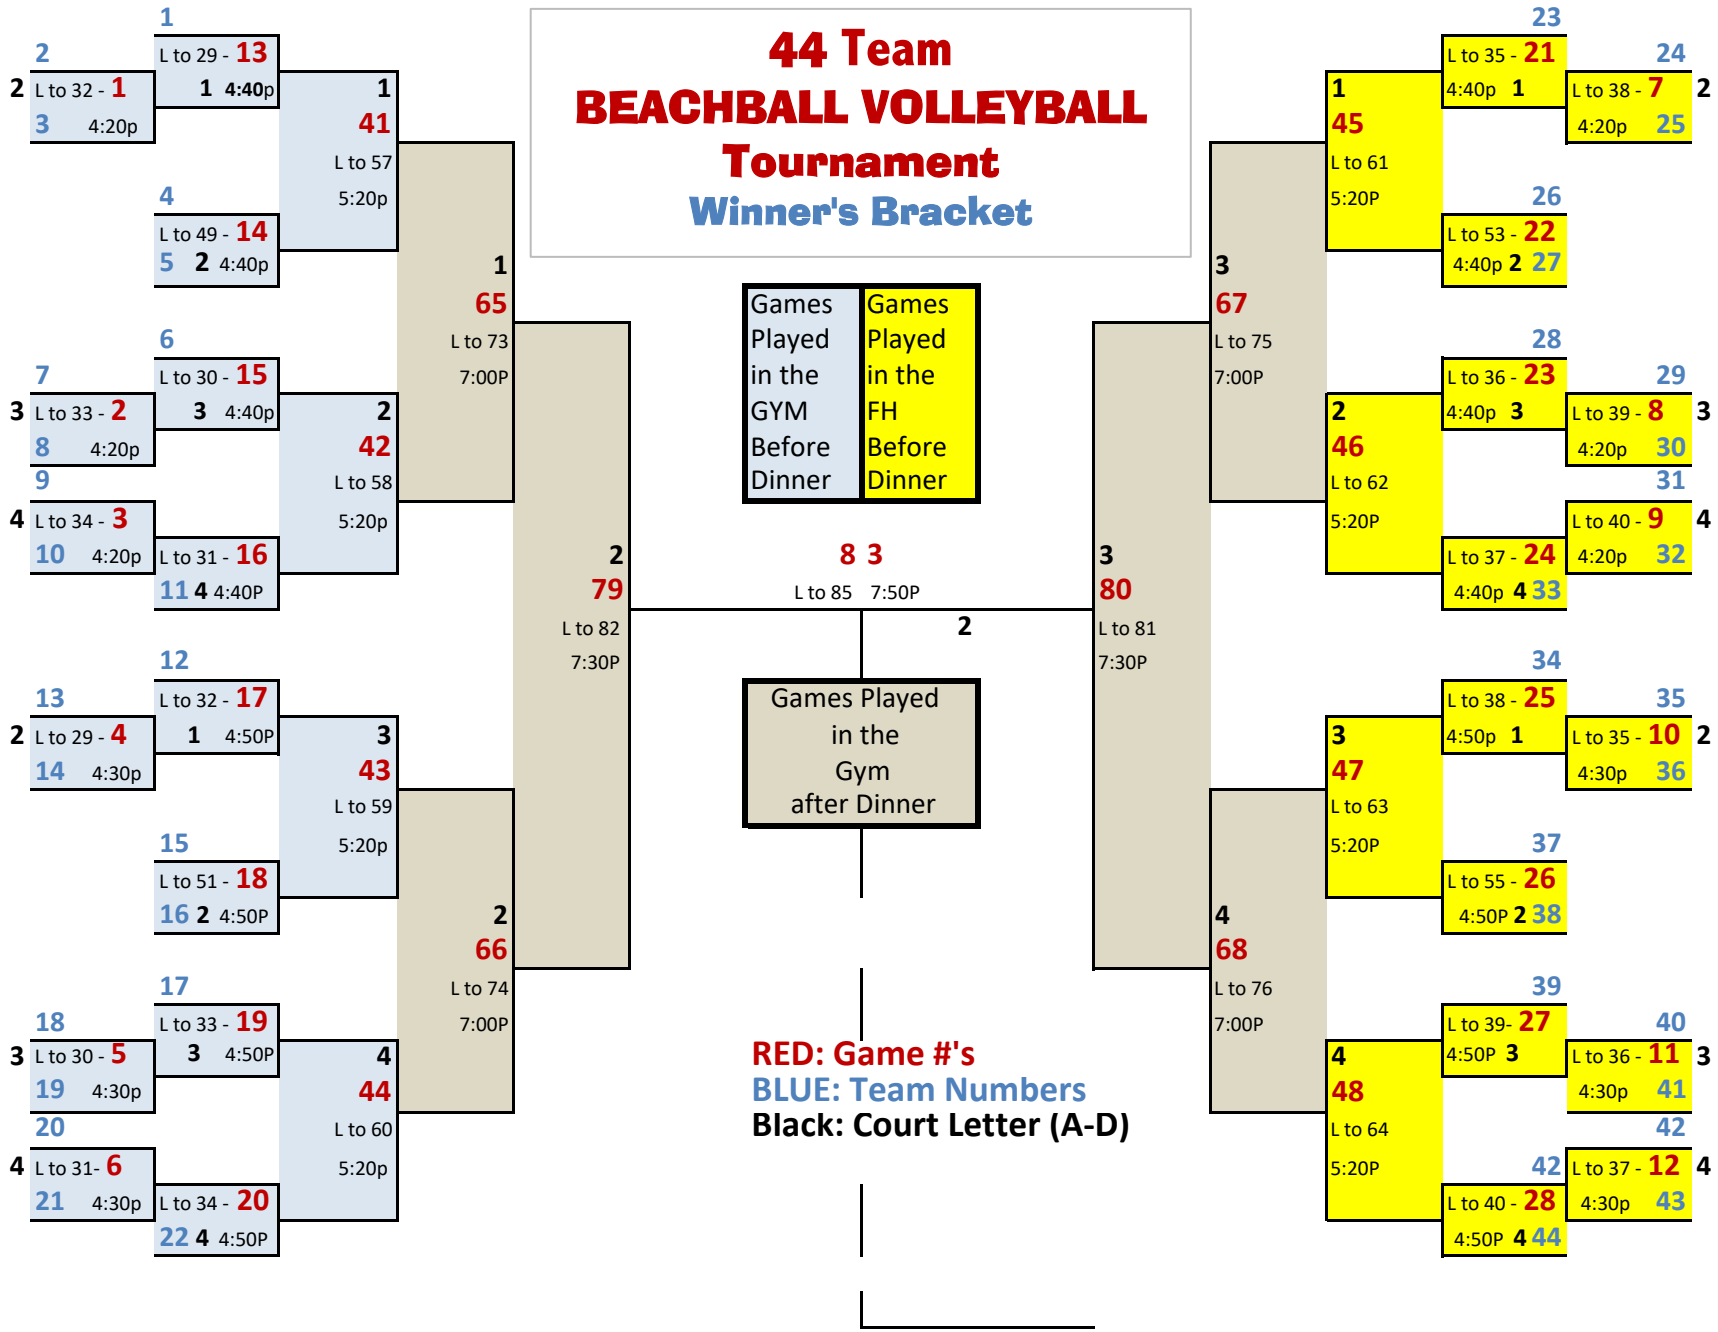 44 Team
BEACHBALL VOLLEYBALL
Tournament
Winner's Bracket
1
2
L to 29 - 13
2 L to 32 - 1
1 4:40p
3 4:20p
1
41
L to 57
5:20p
4
L to 49 - 14
5 2 4:40p
1
65
L to 73
7:00P
6
7
L to 30 - 15
3 L to 33 - 2
3 4:40p
8 4:20p
2
42
L to 58
5:20p
9
4 L to 34 - 3
10 4:20p
L to 31 - 16
11 4 4:40P
2
79
L to 82
7:30P
12
13
L to 32 - 17
2 L to 29 - 4
1 4:50P
14 4:30p
3
43
L to 59
5:20p
15
L to 51 - 18
16 2 4:50P
2
66
L to 74
7:00P
17
18
L to 33 - 19
3 L to 30 - 5
3 4:50P
19 4:30p
4
44
L to 60
5:20p
20
4 L to 31- 6
21 4:30p
L to 34 - 20
22 4 4:50P
Games
Played
in the
GYM
Before
Dinner
Games
Played
in the
FH
Before
Dinner
8 3
L to 85 7:50P
2
Games Played
in the
Gym
after Dinner
RED: Game #'s
BLUE: Team Numbers
Black: Court Letter (A-D)
23
24
L to 35 - 21
4:40p 1
L to 38 - 7 2
4:20p 25
1
45
L to 61
5:20P
26
L to 53 - 22
4:40p 2 27
3
67
L to 75
7:00P
28
29
L to 36 - 23
4:40p 3
L to 39 - 8 3
4:20p 30
2
46
L to 62
5:20P
31
L to 40 - 9 4
4:20p 32
L to 37 - 24
4:40p 4 33
3
80
L to 81
7:30P
34
35
L to 38 - 25
4:50p 1
L to 35 - 10 2
4:30p 36
3
47
L to 63
5:20P
37
L to 55 - 26
4:50P 2 38
4
68
L to 76
7:00P
39
40
L to 39- 27
4:50P 3
L to 36 - 11 3
4:30p 41
4
48
L to 64
5:20P
42
L to 37 - 12 4
4:30p 43
42
L to 40 - 28
4:50P 4 44